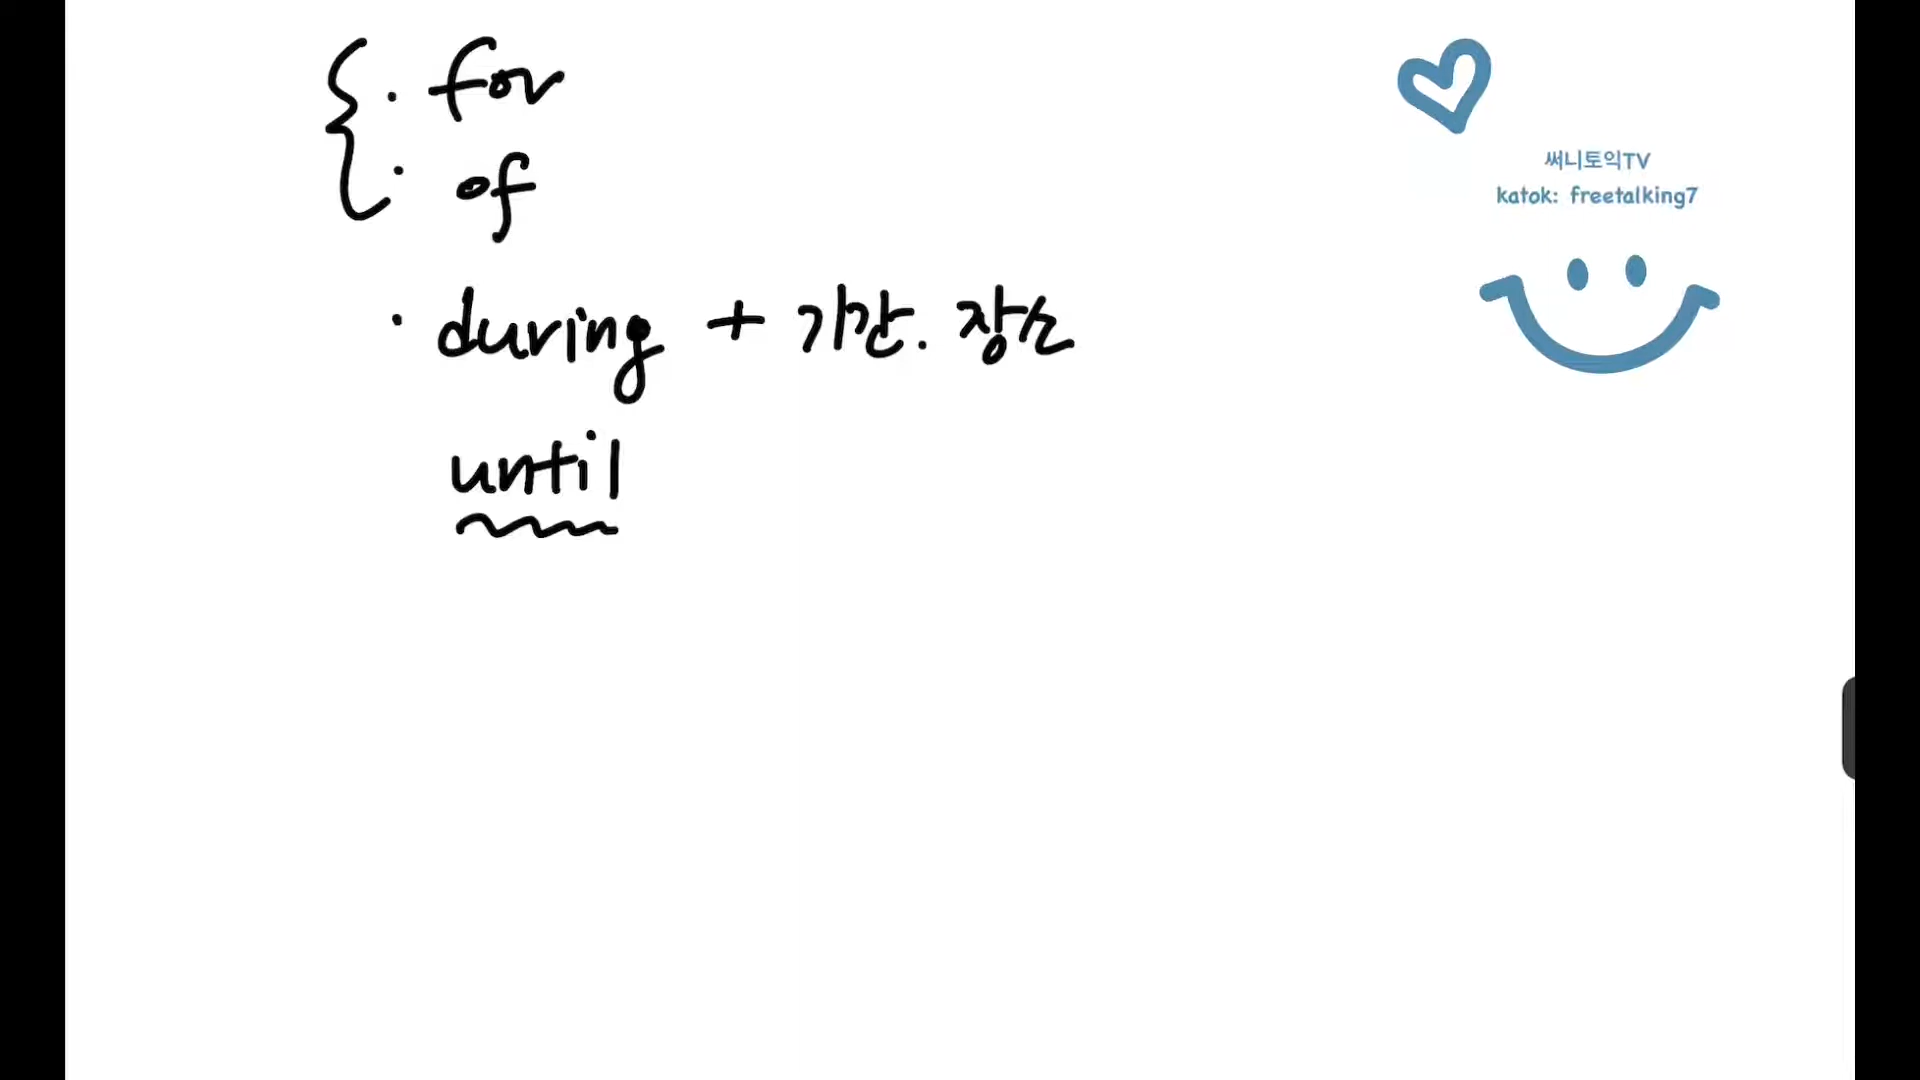 · for
· of
· during + 기간. 장소
until
써니토익TV
katok: freetalking7